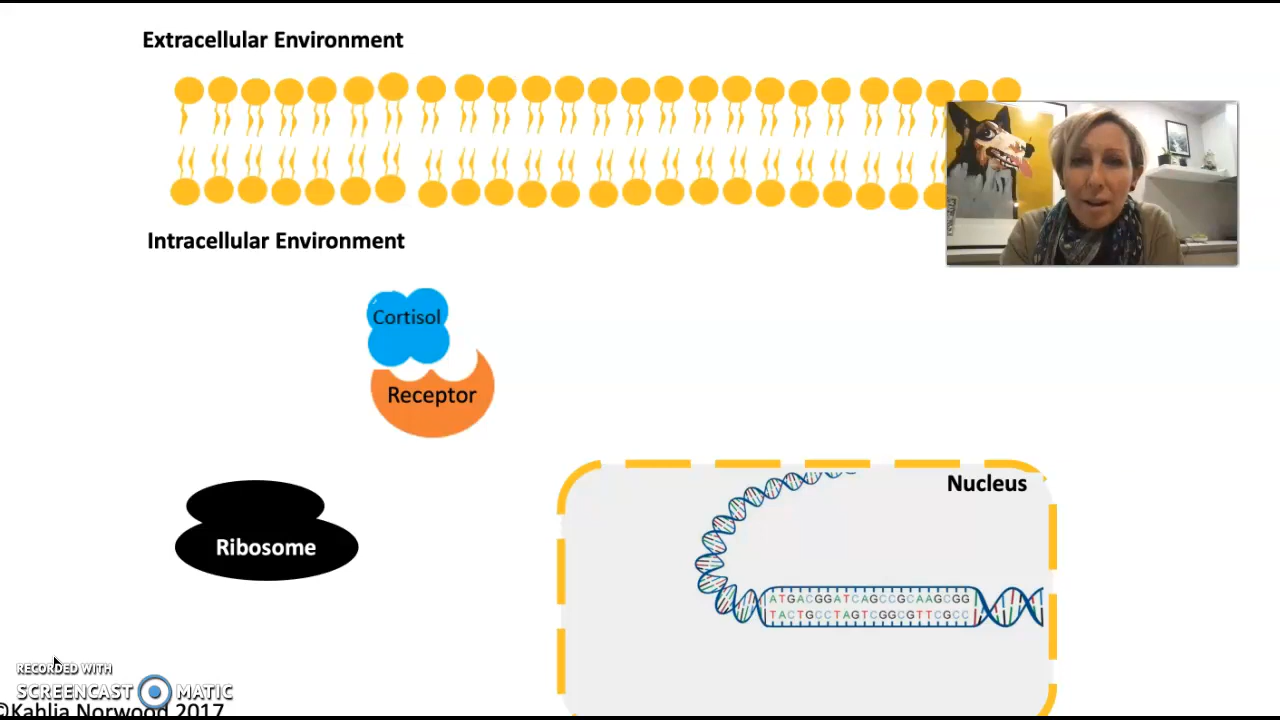 Extracellular Environment
Intracellular Environment
Cortisol
Receptor
Nucleus
Ribosome
ATGACGGATCAGCCGCAAGCGG
TACTGCCTAGTCGGCGTTCGCC
RECORDED WITH
SCREENCAST MATIC
©Kahlia Norwood 2017